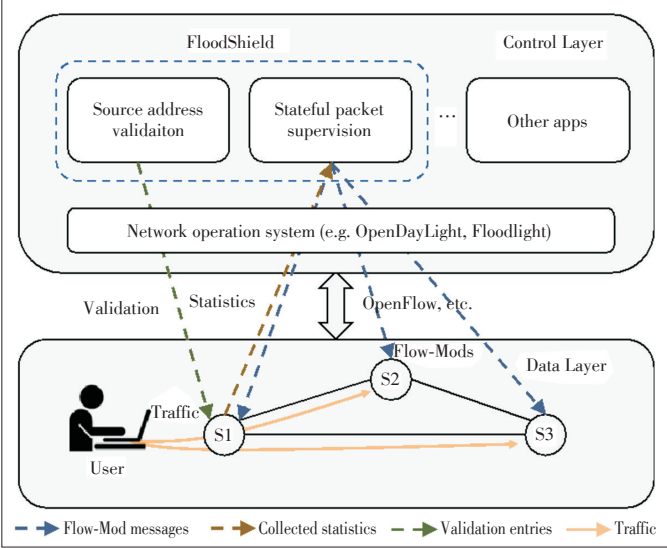 FloodShield
Control Layer
Source address
validaiton
Stateful packet
supervision
...
Other apps
Network operation system (e.g. OpenDayLight, Floodlight)
Validation
Statistics
OpenFlow, etc.
Flow-Mods
Data Layer
S2
Traffic
S1
S3
User
Flow-Mod messages
Collected statistics
Validation entries
Traffic